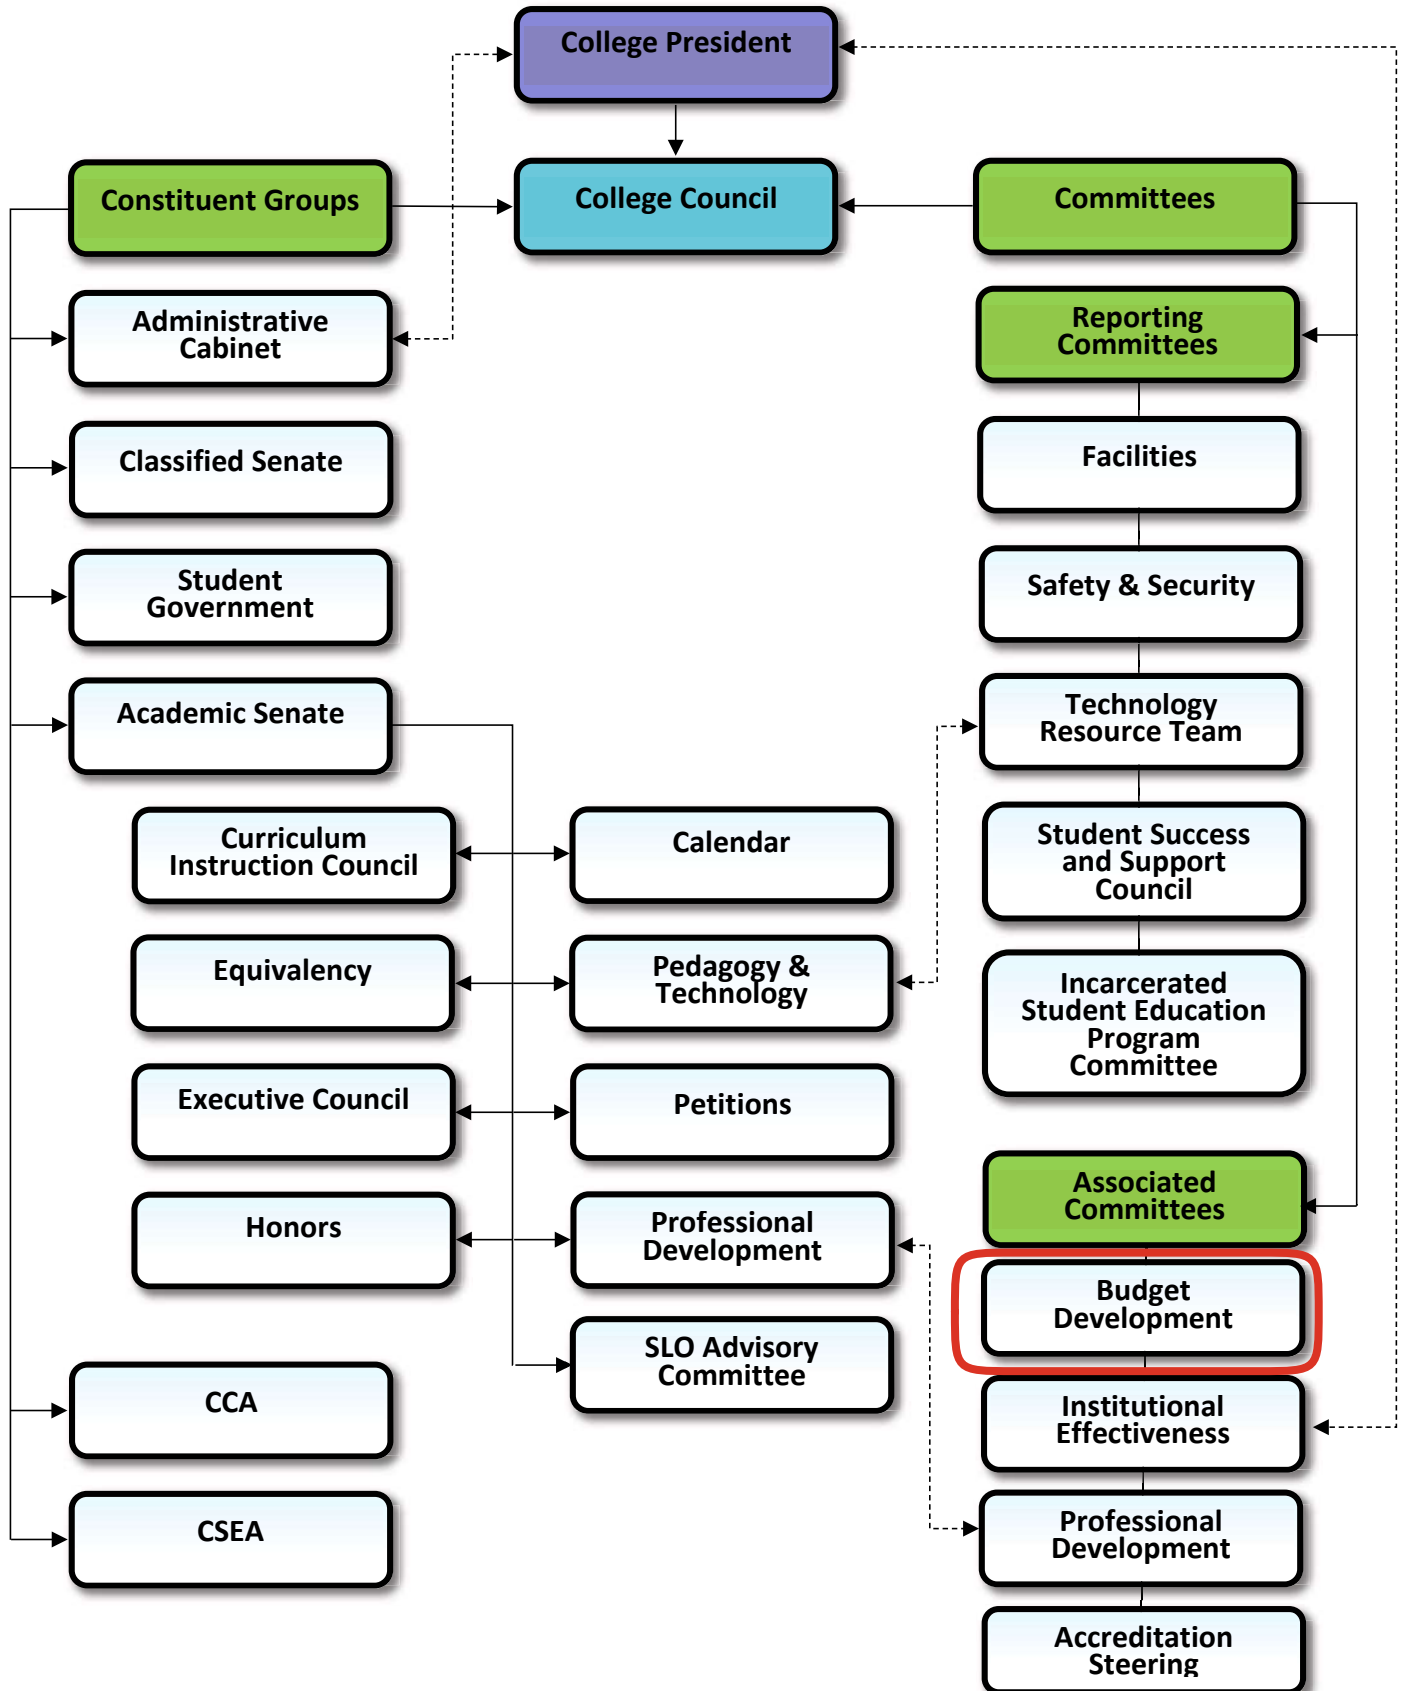 College President
Constituent Groups
College Council
Committees
Administrative
Cabinet
Reporting
Committees
Classified Senate
Facilities
Student
Government
Safety & Security
Academic Senate
Technology
Resource Team
Curriculum
Instruction Council
Calendar
Student Success
and Support
Council
Equivalency
Pedagogy &
Technology
Incarcerated
Student Education
Program
Committee
Executive Council
Petitions
Associated
Committees
Honors
Professional
Development
Budget
Development
SLO Advisory
Committee
CCA
Institutional
Effectiveness
CSEA
Professional
Development
Accreditation
Steering